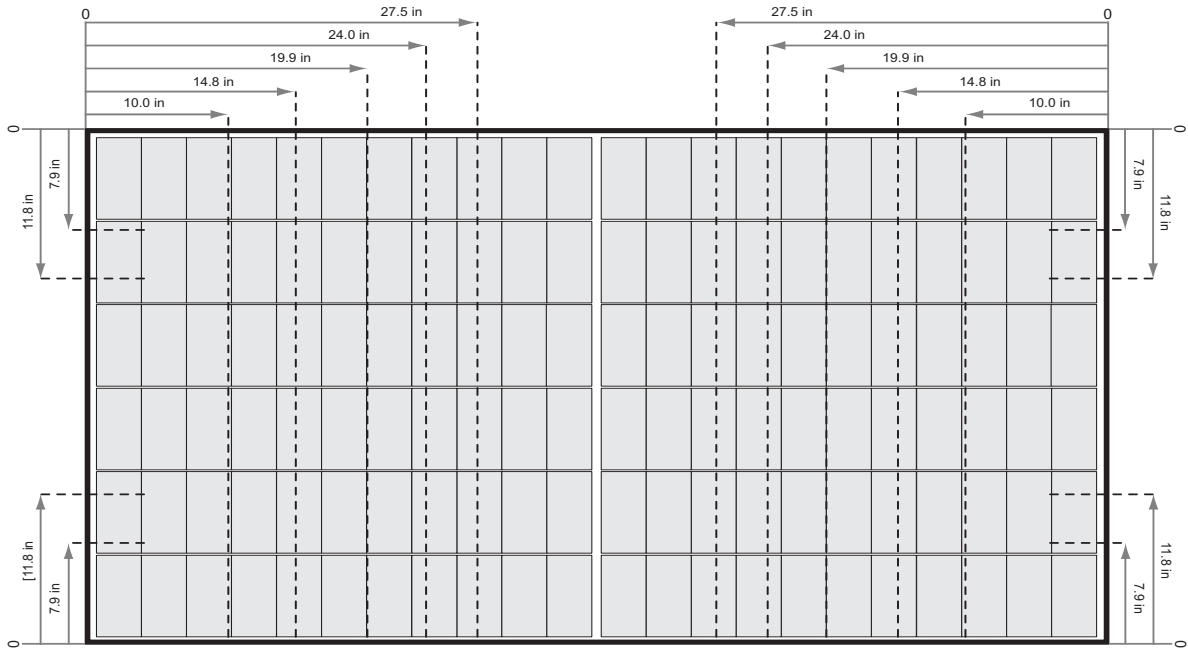 0
27.5 in
27.5 in
0
24.0 in
24.0 in
19.9 in
19.9 in
14.8 in
14.8 in
10.0 in
10.0 in
0
0
7.9 in
7.9 in
11.8 in
11.8 in
[11.8 in
11.8 in
7.9 in
7.9 in
0
0